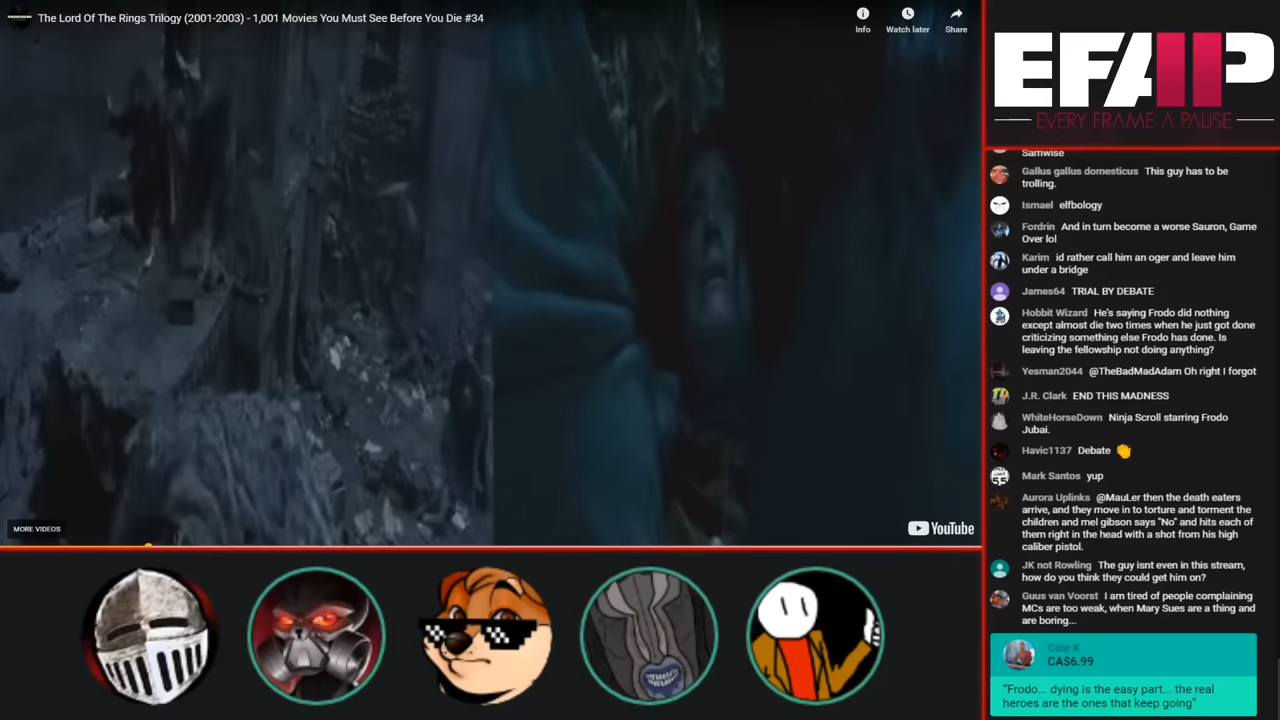 The Lord Of The Rings Trilogy (2001-2003) - 1,001 Movies You Must See Before You Die #34
Info
Watch later
Share
MORE VIDEOS
YouTube
EFAP
EVERY FRAME A PAUSE
Samwise
Gallus gallus domesticus This guy has to be
trolling.
Ismael elfbology
Fordrin And in turn become a worse Sauron, Game
Over lol
Karim id rather call him an oger and leave him
under a bridge
James64 TRIAL BY DEBATE
Hobbit Wizard He's saying Frodo did nothing
except almost die two times when he just got done
criticizing something else Frodo has done. Is
leaving the fellowship not doing anything?
Yesman2044 @TheBadMadAdam Oh right I forgot
J.R. Clark END THIS MADNESS
WhiteHorseDown Ninja Scroll starring Frodo
Jubai.
Havic1137 Debate 👏
Mark Santos yup
Aurora Uplinks @MauLer then the death eaters
arrive, and they move in to torture and torment the
children and mel gibson says "No" and hits each of
them right in the head with a shot from his high
caliber pistol.
JK not Rowling The guy isnt even in this stream,
how do you think they could get him on?
Guus van Voorst I am tired of people complaining
MCs are too weak, when Mary Sues are a thing and
are boring...
Cole K
CA$6.99
"Frodo... dying is the easy part... the real
heroes are the ones that keep going"